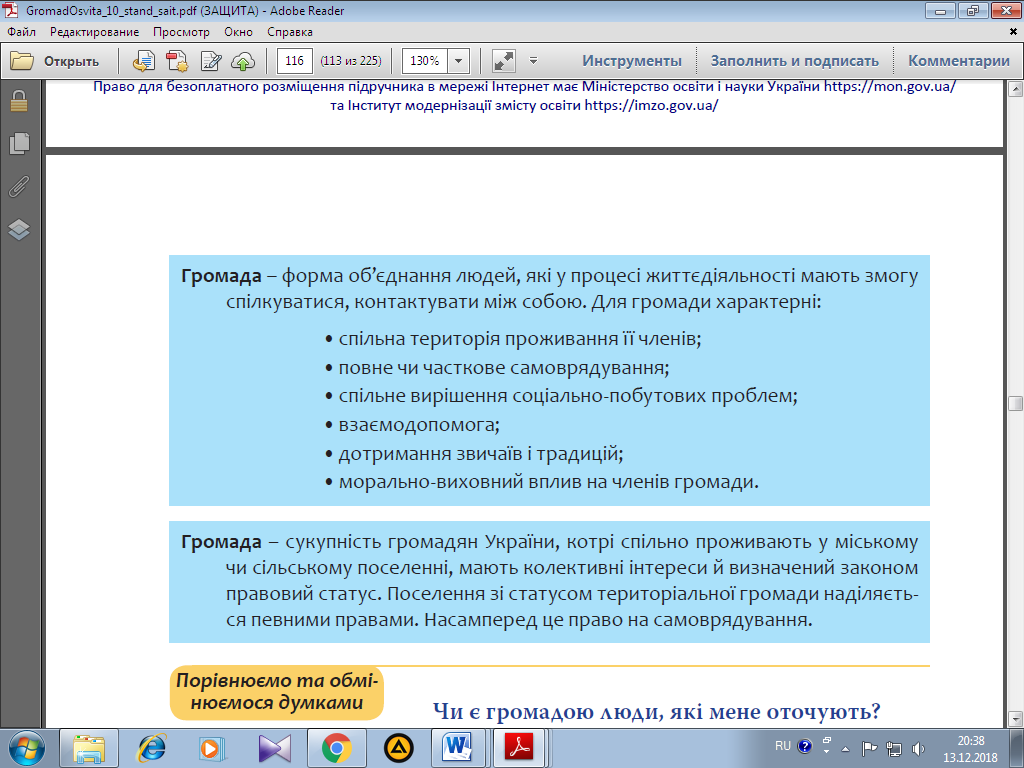 GromadOsvita_10_stand_sait.pdf (ЗАЩИТА) - Adobe Reader
Файл Редактирование Просмотр Окно Справка
Открыть 116 (113 из 225) 130% Инструменты Заполнить и подписать Комментарии
Право для безоплатного розміщення підручника в мережі Інтернет має Міністерство освіти і науки України https://mon.gov.ua/
та Інститут модернізації змісту освіти https://imzo.gov.ua/
Громада – форма об’єднання людей, які у процесі життєдіяльності мають змогу
спілкуватися, контактувати між собою. Для громади характерні:
• спільна територія проживання її членів;
• повне чи часткове самоврядування;
• спільне вирішення соціально-побутових проблем;
• взаємодопомога;
• дотримання звичаїв і традицій;
• морально-виховний вплив на членів громади.
Громада – сукупність громадян України, котрі спільно проживають у міському
чи сільському поселенні, мають колективні інтереси й визначений законом
правовий статус. Поселення зі статусом територіальної громади наділяєть-
ся певними правами. Насамперед це право на самоврядування.
Порівнюємо та обмі-
нюємося думками
Чи є громадою люди, які мене оточують?
RU 20:38
13.12.2018